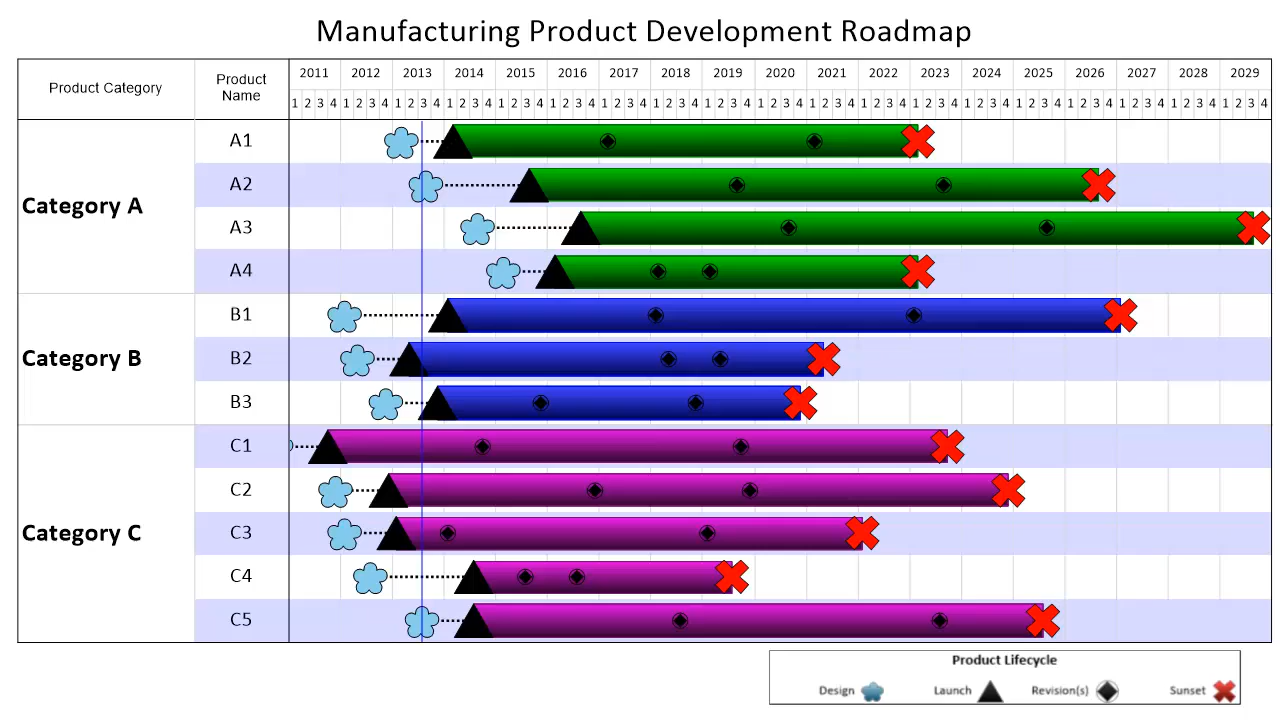 Manufacturing Product Development Roadmap
Product Category
Product
Name
2011 2012 2013 2014 2015 2016 2017 2018 2019 2020 2021 2022 2023 2024 2025 2026 2027 2028 2029
1 2 3 4 1 2 3 4 1 2 3 4 1 2 3 4 1 2 3 4 1 2 3 4 1 2 3 4 1 2 3 4 1 2 3 4 1 2 3 4 1 2 3 4 1 2 3 4 1 2 3 4 1 2 3 4 1 2 3 4 1 2 3 4 1 2 3 4 1 2 3 4 1 2 3 4
Category A
A1
A2
A3
A4
Category B
B1
B2
B3
Category C
C1
C2
C3
C4
C5
Product Lifecycle
Design Launch Revision(s) Sunset